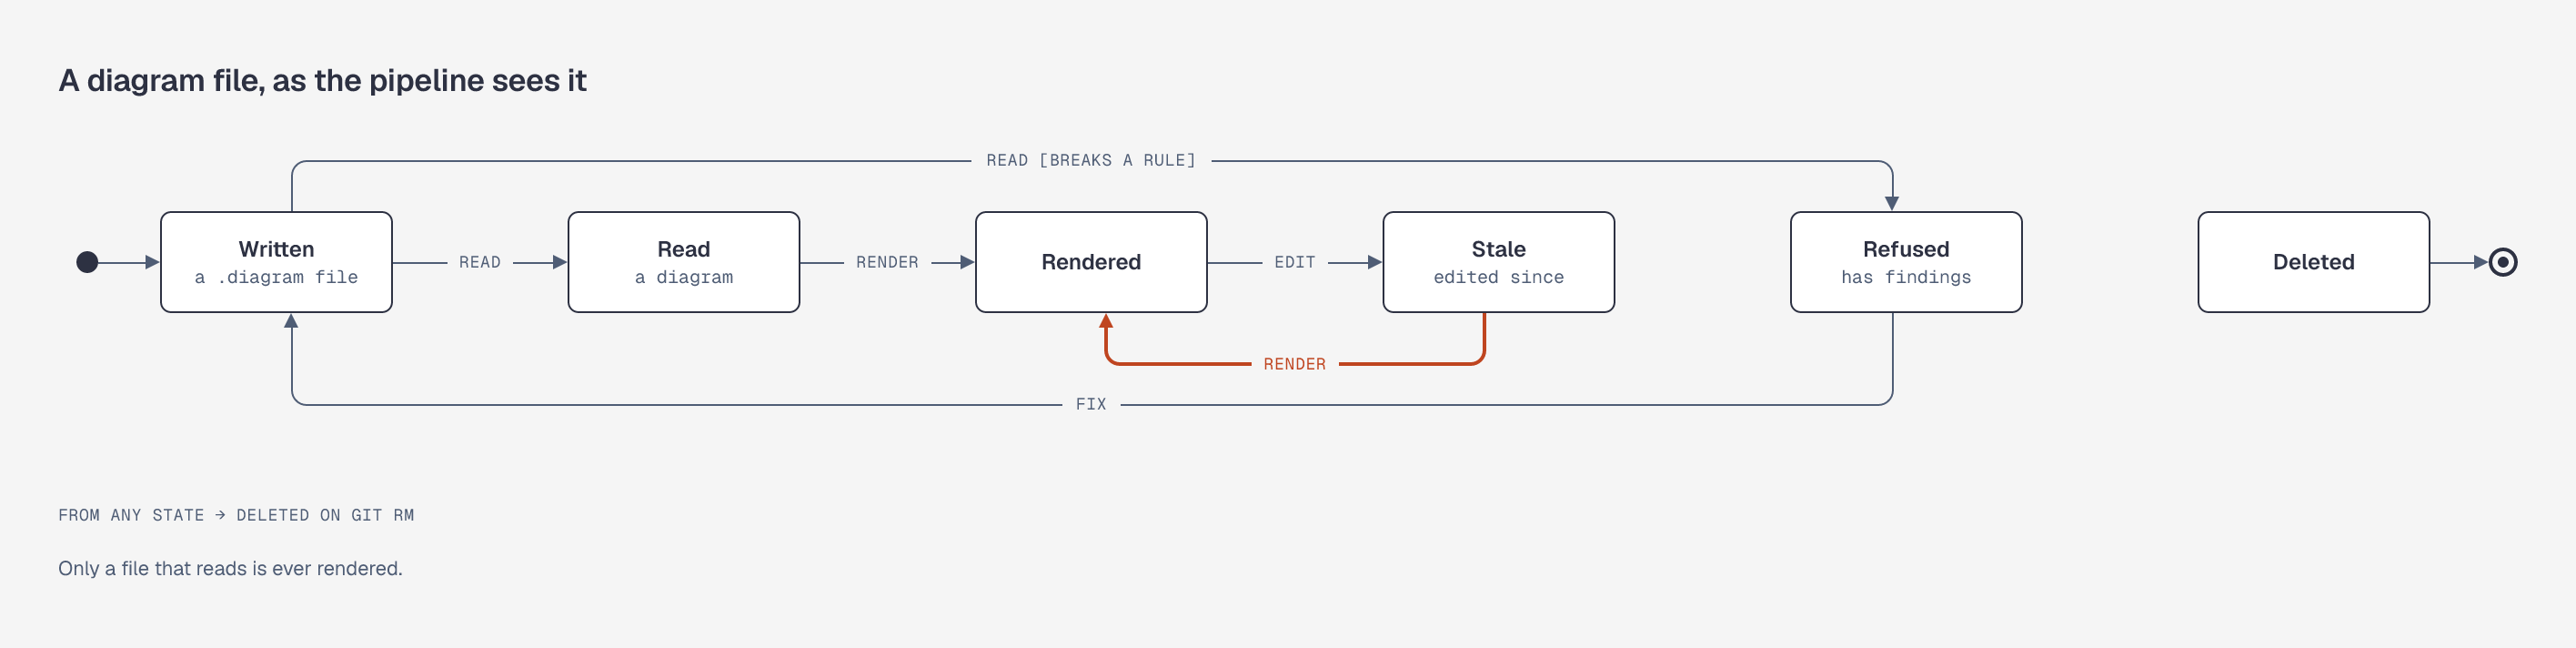 A diagram file, as the pipeline sees it
READ [BREAKS A RULE]
Written
a .diagram file
READ
Read
a diagram
RENDER
Rendered
EDIT
Stale
edited since
Refused
has findings
Deleted
RENDER
FIX
FROM ANY STATE → DELETED ON GIT RM
Only a file that reads is ever rendered.